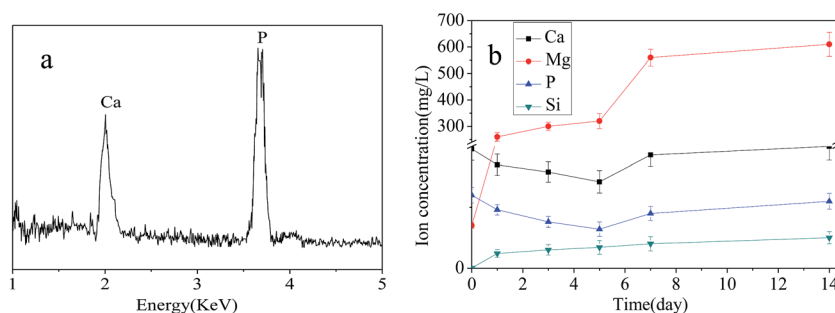 a
Ca
P
1 2 3 4 5
Energy(KeV)
b
Ca
Mg
P
Si
Ion concentration(mg/L)
700
600
500
400
300
0
0 2 4 6 8 10 12 14
Time(day)